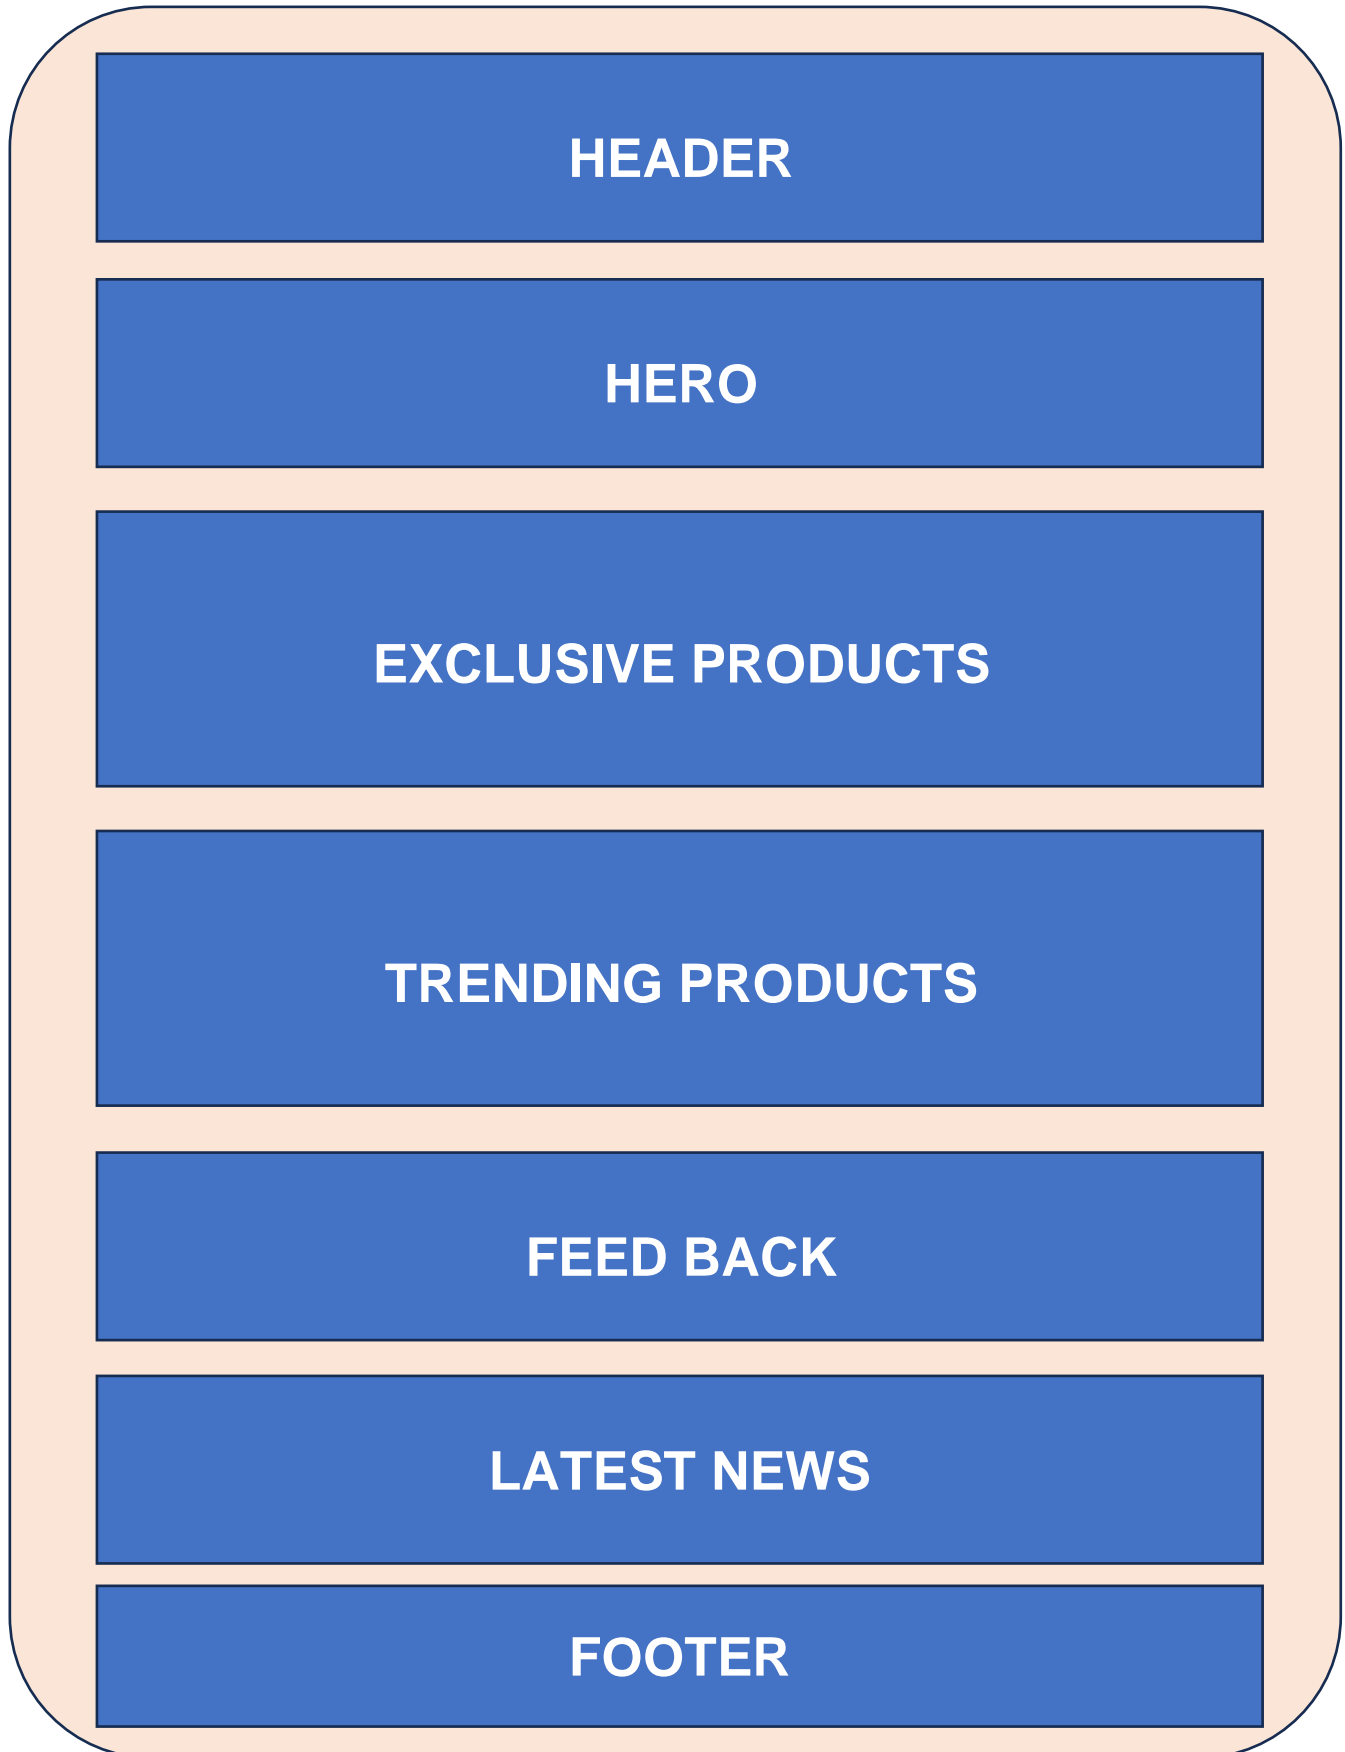 HEADER
HERO
EXCLUSIVE PRODUCTS
TRENDING PRODUCTS
FEED BACK
LATEST NEWS
FOOTER